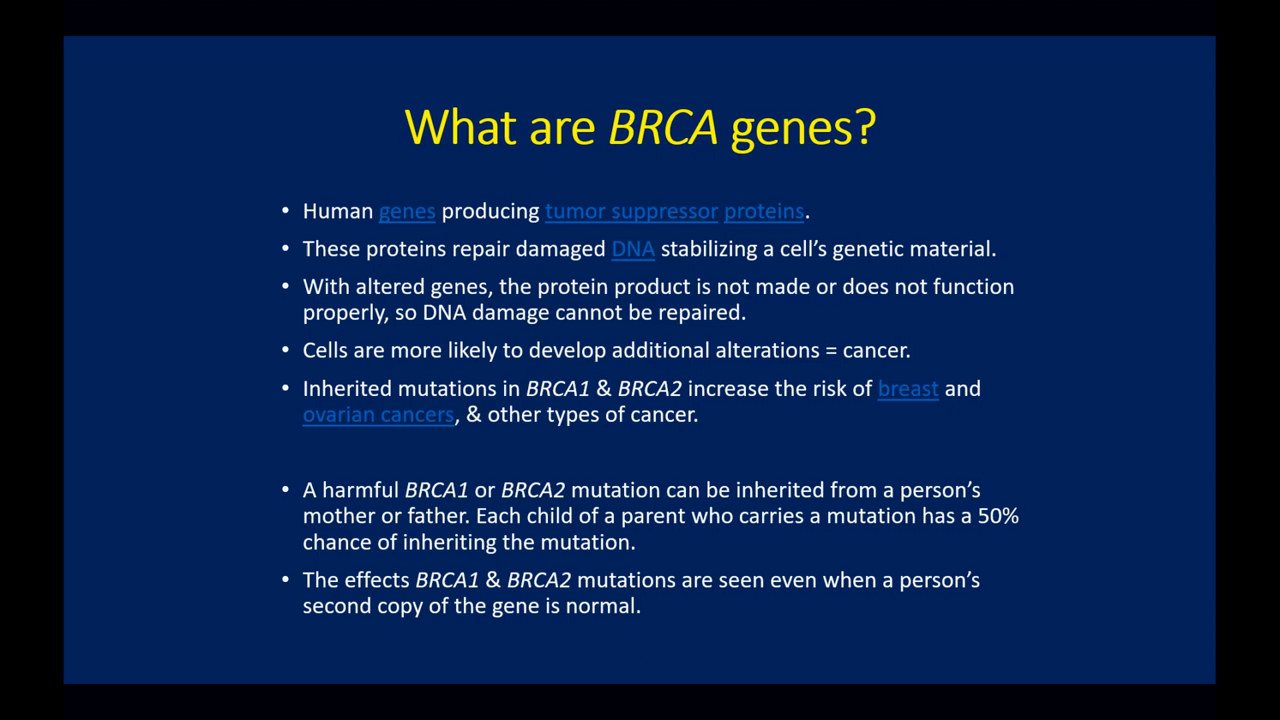 What are BRCA genes?
• Human genes producing tumor suppressor proteins.
• These proteins repair damaged DNA stabilizing a cell’s genetic material.
• With altered genes, the protein product is not made or does not function
properly, so DNA damage cannot be repaired.
• Cells are more likely to develop additional alterations = cancer.
• Inherited mutations in BRCA1 & BRCA2 increase the risk of breast and
ovarian cancers, & other types of cancer.
• A harmful BRCA1 or BRCA2 mutation can be inherited from a person’s
mother or father. Each child of a parent who carries a mutation has a 50%
chance of inheriting the mutation.
• The effects BRCA1 & BRCA2 mutations are seen even when a person’s
second copy of the gene is normal.